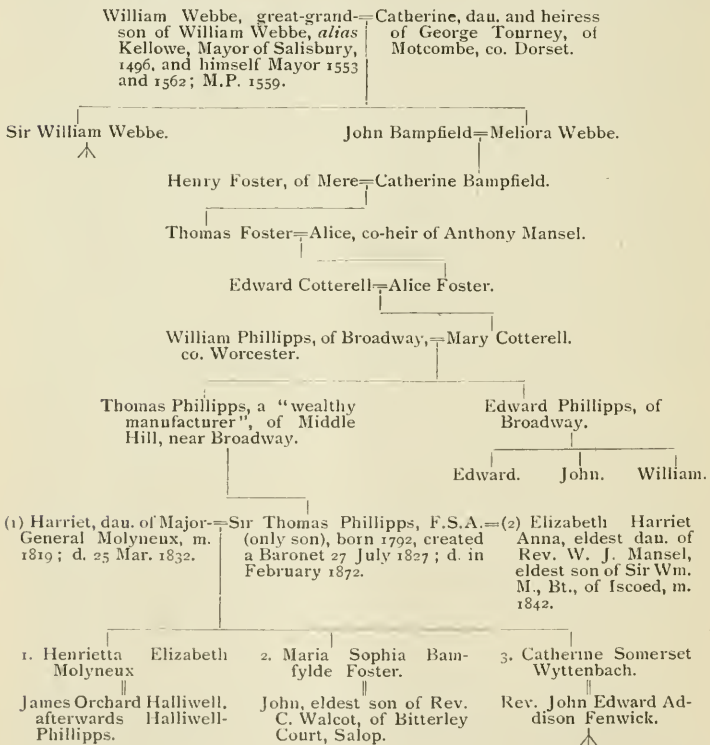 William Webbe, great-grand-=Catherine, dau. and heiress
son of William Webbe, alias
of George Tourney, of
Kellowe, Mayor of Salisbury,
Motcombe, co. Dorset.
1496, and himself Mayor 1553
and 1562; M.P. 1559.
Sir William Webbe.
John Bampfield=Meliora Webbe.
Henry Foster, of Mere=Catherine Bampfield.
Thomas Foster=Alice, co-heir of Anthony Mansel.
Edward Cotterell=Alice Foster.
William Phillipps, of Broadway,=Mary Cotterell.
co. Worcester.
Thomas Phillipps, a "wealthy
manufacturer", of Middle
Hill, near Broadway.
Edward Phillipps, of
Broadway.
Edward. John. William.
(1) Harriet, dau. of Major-=Sir Thomas Phillipps, F.S.A.=(2) Elizabeth Harriet
General Molyneux, m.
1819; d. 25 Mar. 1832.
(only son), born 1792, created
a Baronet 27 July 1827; d. in
February 1872.
Anna, eldest dau. of
Rev. W. J. Mansel,
eldest son of Sir Wm.
M., Bt., of Iscoed, m.
1842.
1. Henrietta Elizabeth
Molyneux
James Orchard Halliwell,
afterwards Halliwell-
Phillipps.
2. Maria Sophia Bam-
fylde Foster.
John, eldest son of Rev.
C. Walcot, of Bitterley
Court, Salop.
3. Catherine Somerset
Wyttenbach.
Rev. John Edward Ad-
dison Fenwick.